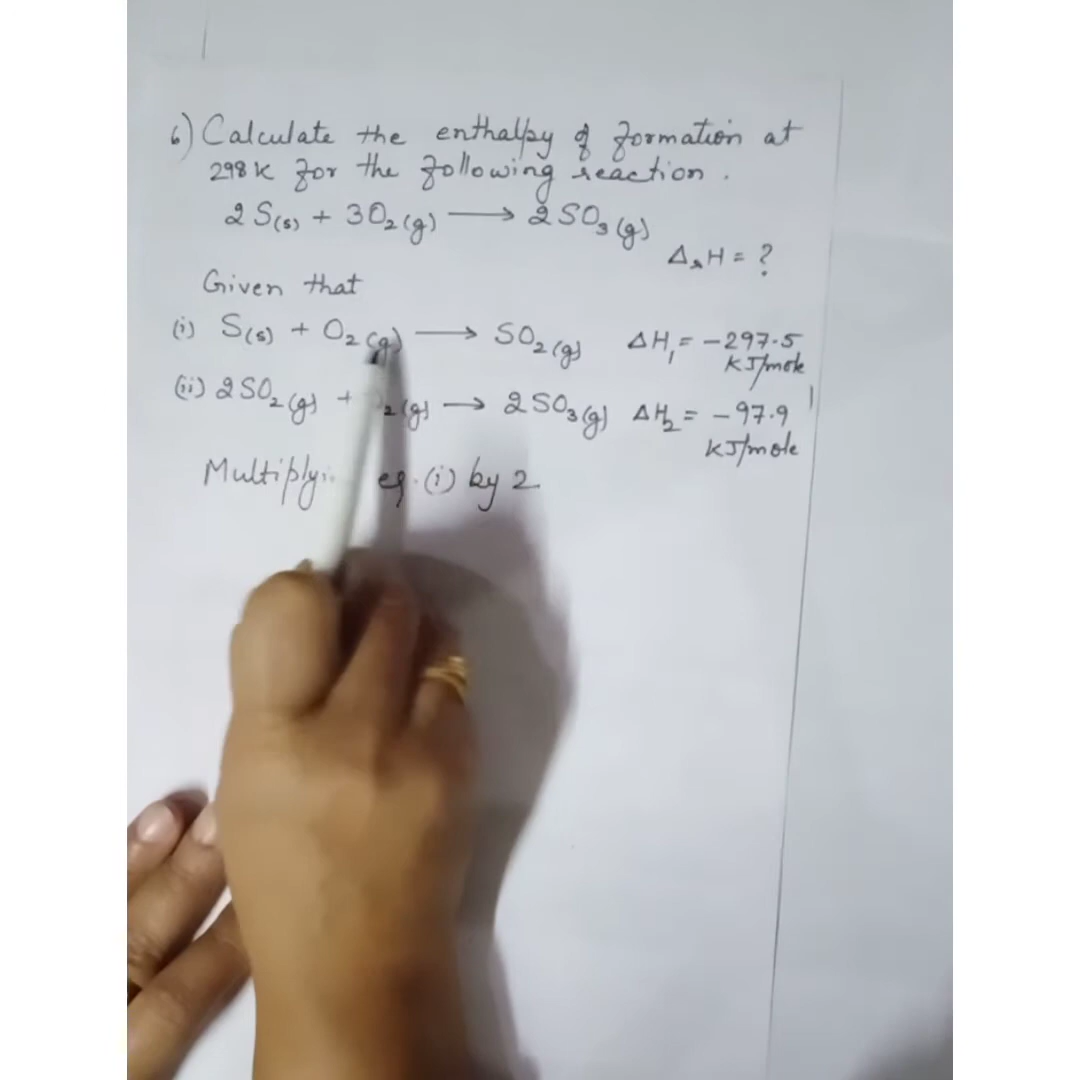 6) Calculate the enthalpy of formation at
298 K for the following reaction.
2 S(s) + 3O₂(g) ⟶ 2SO₃(g)
ΔᵣH = ?
Given that
(i) S(s) + O₂(g) ⟶ SO₂(g) ΔH₁ = -297.5
KJ/mole
(ii) 2SO₂(g) + ₂(g) ⟶ 2SO₃(g) ΔH₂ = -97.9
KJ/mole
eq. (i) by 2